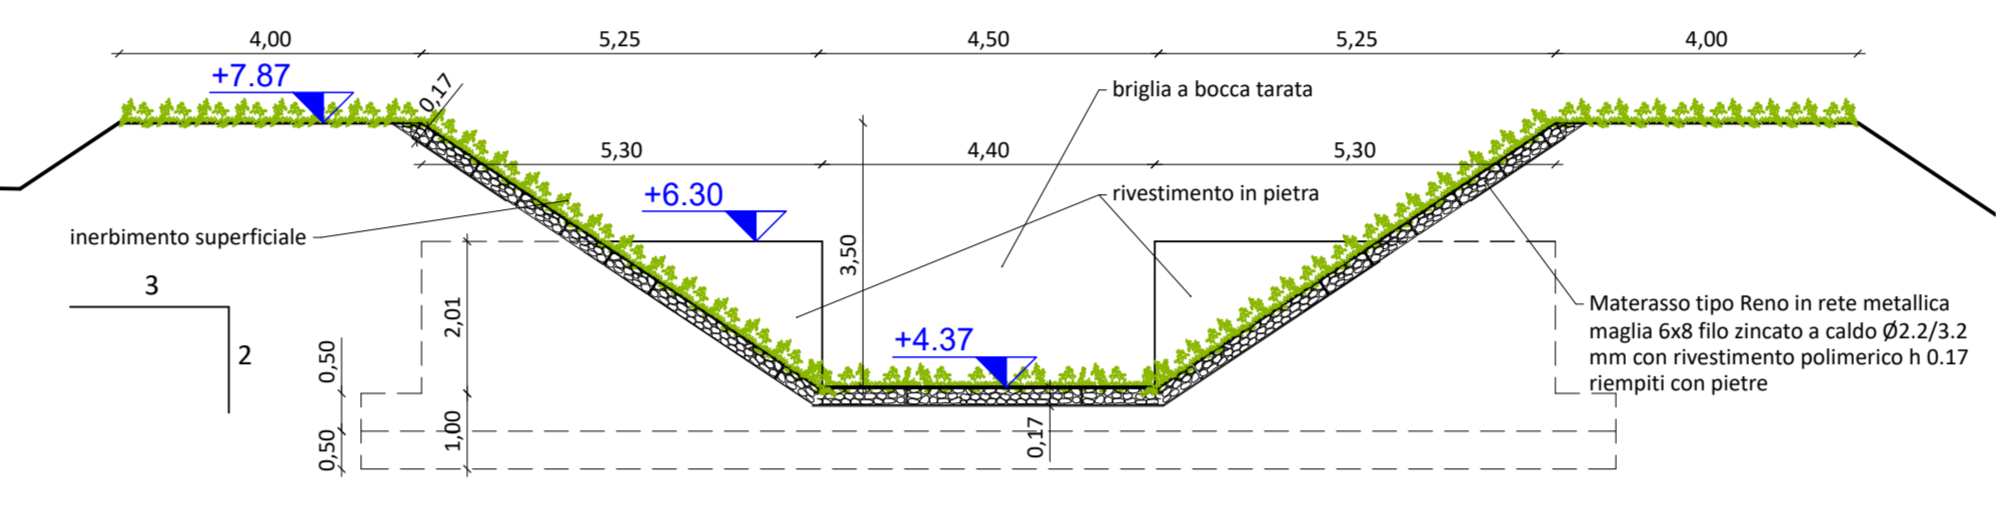 4,00
5,25
4,50
5,25
4,00
+7.87
0,17
briglia a bocca tarata
5,30
4,40
5,30
+6.30
rivestimento in pietra
inerbimento superficiale
3,50
3
2
2,01
0,50
+4.37
Materasso tipo Reno in rete metallica
maglia 6x8 filo zincato a caldo Ø2.2/3.2
mm con rivestimento polimerico h 0.17
riempiti con pietre
0,50
1,00
0,17